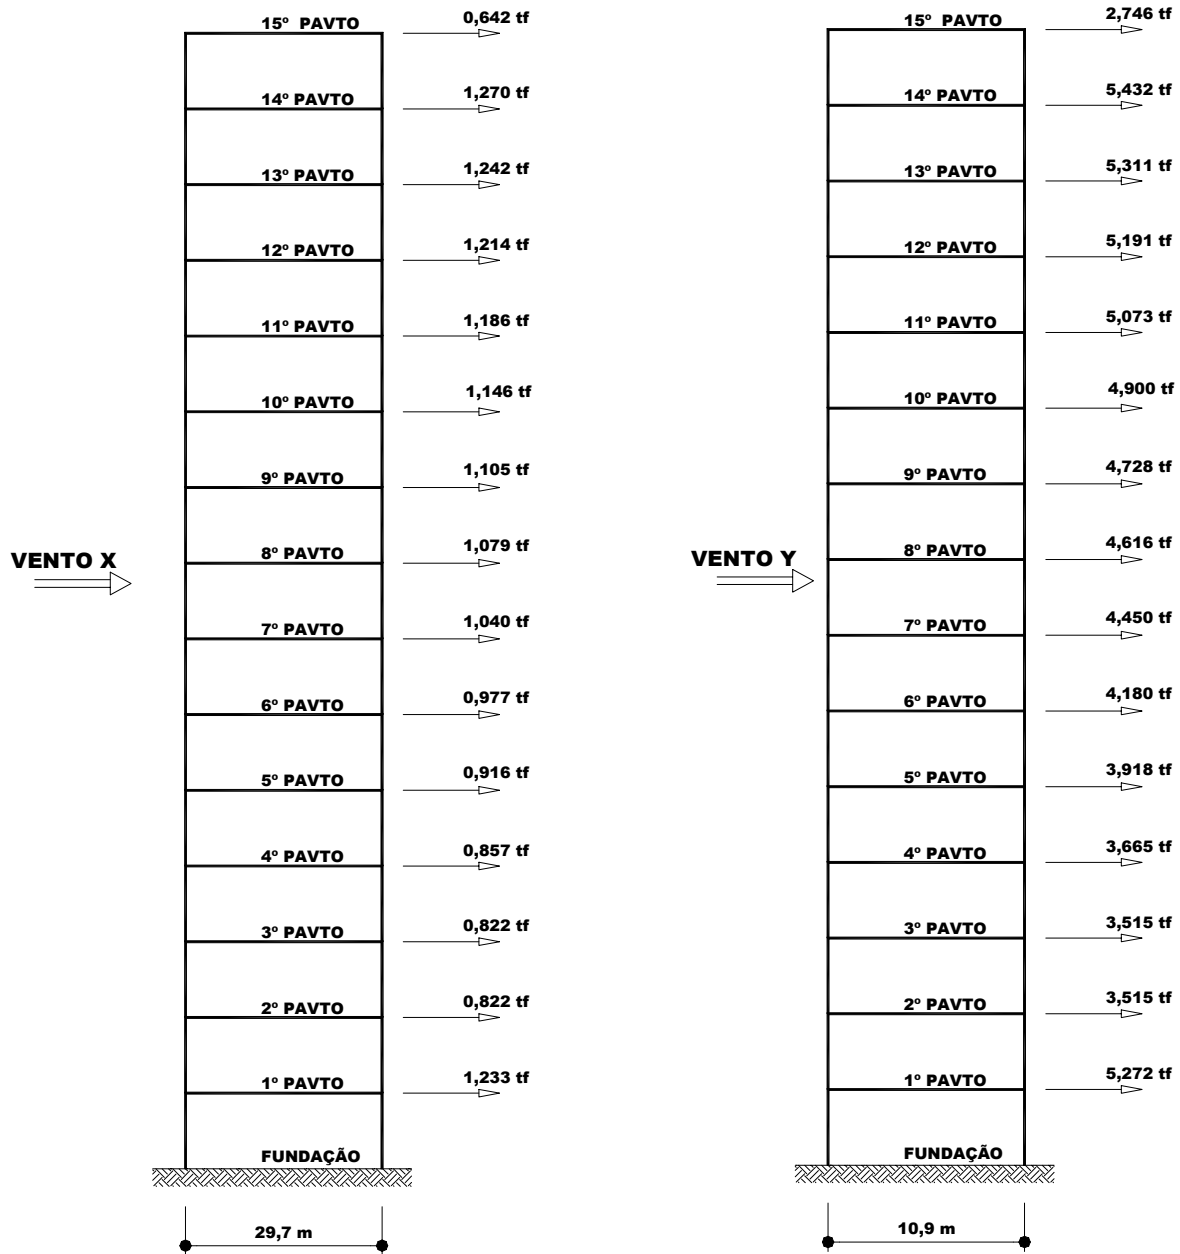 15º PAVTO 0,642 tf
14º PAVTO 1,270 tf
13º PAVTO 1,242 tf
12º PAVTO 1,214 tf
11º PAVTO 1,186 tf
10º PAVTO 1,146 tf
9º PAVTO 1,105 tf
VENTO X
8º PAVTO 1,079 tf
7º PAVTO 1,040 tf
6º PAVTO 0,977 tf
5º PAVTO 0,916 tf
4º PAVTO 0,857 tf
3º PAVTO 0,822 tf
2º PAVTO 0,822 tf
1º PAVTO 1,233 tf
FUNDAÇÃO
29,7 m
15º PAVTO 2,746 tf
14º PAVTO 5,432 tf
13º PAVTO 5,311 tf
12º PAVTO 5,191 tf
11º PAVTO 5,073 tf
10º PAVTO 4,900 tf
9º PAVTO 4,728 tf
VENTO Y
8º PAVTO 4,616 tf
7º PAVTO 4,450 tf
6º PAVTO 4,180 tf
5º PAVTO 3,918 tf
4º PAVTO 3,665 tf
3º PAVTO 3,515 tf
2º PAVTO 3,515 tf
1º PAVTO 5,272 tf
FUNDAÇÃO
10,9 m